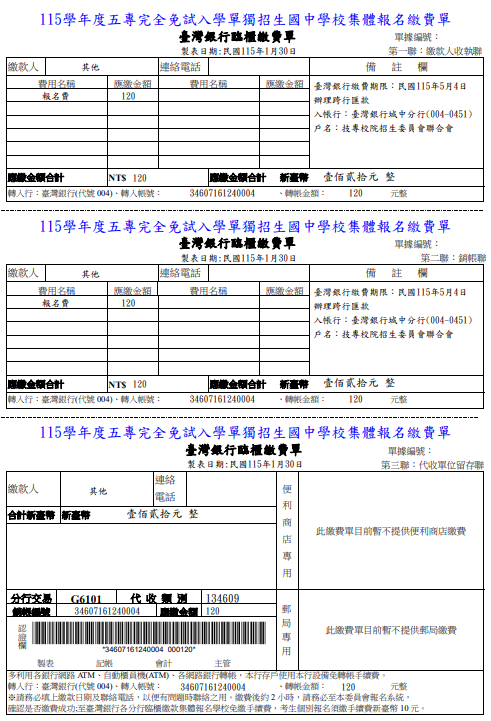 115學年度五專完全免試入學單獨招生國中學校集體報名繳費單
臺灣銀行臨櫃繳費單
單據編號：
製表日期:民國115年1月30日
第一聯：繳款人收執聯
繳款人 其他 連絡電話 備 註 欄
費用名稱 應繳金額 費用名稱 應繳金額
報名費 120
臺灣銀行繳費期限：民國115年5月4日
辦理跨行匯款
入帳行：臺灣銀行城中分行(004-0451)
戶名：技專校院招生委員會聯合會
應繳金額合計 NT$ 120 應繳金額合計 新臺幣 壹佰貳拾元 整
轉入行：臺灣銀行(代號 004)、轉入帳號： 34607161240004 、轉帳金額： 120 元整
115學年度五專完全免試入學單獨招生國中學校集體報名繳費單
臺灣銀行臨櫃繳費單
單據編號：
製表日期:民國115年1月30日
第二聯：銷帳聯
繳款人 其他 連絡電話 備 註 欄
費用名稱 應繳金額 費用名稱 應繳金額
報名費 120
臺灣銀行繳費期限：民國115年5月4日
辦理跨行匯款
入帳行：臺灣銀行城中分行(004-0451)
戶名：技專校院招生委員會聯合會
應繳金額合計 NT$ 120 應繳金額合計 新臺幣 壹佰貳拾元 整
轉入行：臺灣銀行(代號 004)、轉入帳號： 34607161240004 、轉帳金額： 120 元整
115學年度五專完全免試入學單獨招生國中學校集體報名繳費單
臺灣銀行臨櫃繳費單
單據編號：
製表日期:民國115年1月30日
第三聯：代收單位留存聯
繳款人 其他 連絡電話
合計新臺幣 新臺幣 壹佰貳拾元 整
便利商店專用
此繳費單目前暫不提供便利商店繳費
分行交易 G6101 代 收 類 別 134609
銷帳編號 34607161240004 應繳金額 120
認證欄
*34607161240004 000120*
製表 記帳 會計 主管
郵局專用
此繳費單目前暫不提供郵局繳費
多利用各銀行網路 ATM、自動櫃員機(ATM)、各網路銀行轉帳，本行存戶使用本行設備免轉帳手續費。
轉入行：臺灣銀行(代號 004)、轉入帳號： 34607161240004 、轉帳金額： 120 元整
※請務必填上繳款日期及聯絡電話，以便有問題時聯絡之用。繳費後約 2 小時，請務必至本委員會報名系統，
確認是否繳費成功;至臺灣銀行各分行臨櫃繳款集體報名學校免繳手續費，考生個別報名須繳手續費新臺幣 10 元。